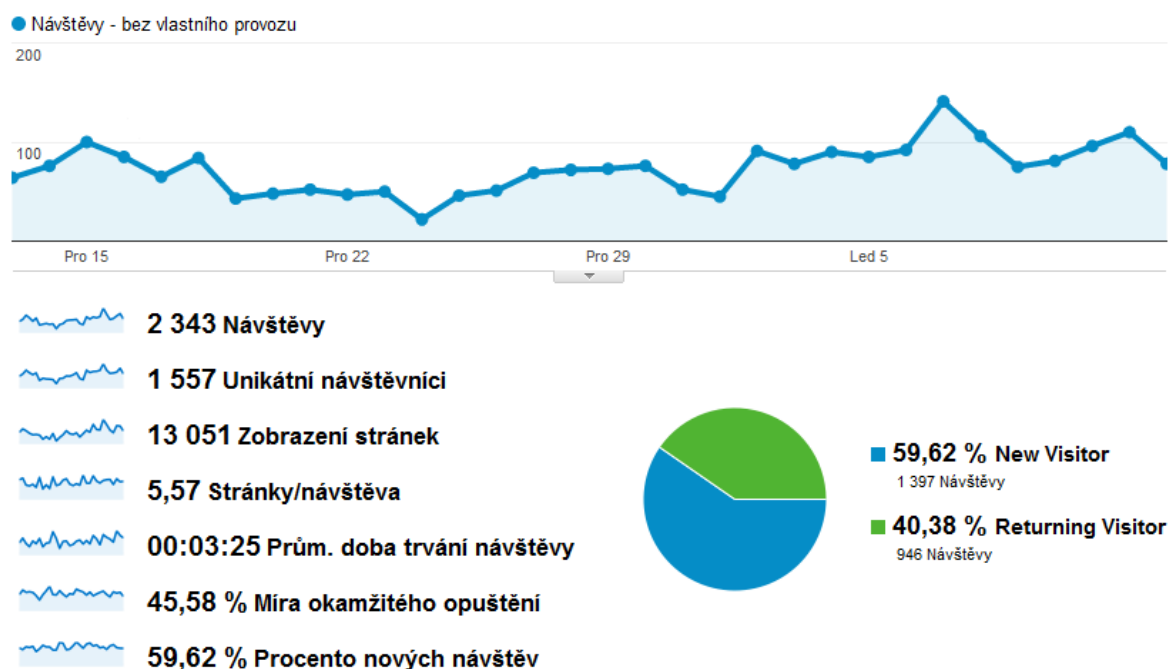 Návštěvy - bez vlastního provozu
200
100
Pro 15 Pro 22 Pro 29 Led 5
2 343 Návštěvy
1 557 Unikátní návštěvníci
13 051 Zobrazení stránek
5,57 Stránky/návštěva
00:03:25 Prům. doba trvání návštěvy
45,58 % Míra okamžitého opuštění
59,62 % Procento nových návštěv
59,62 % New Visitor
1 397 Návštěvy
40,38 % Returning Visitor
946 Návštěvy